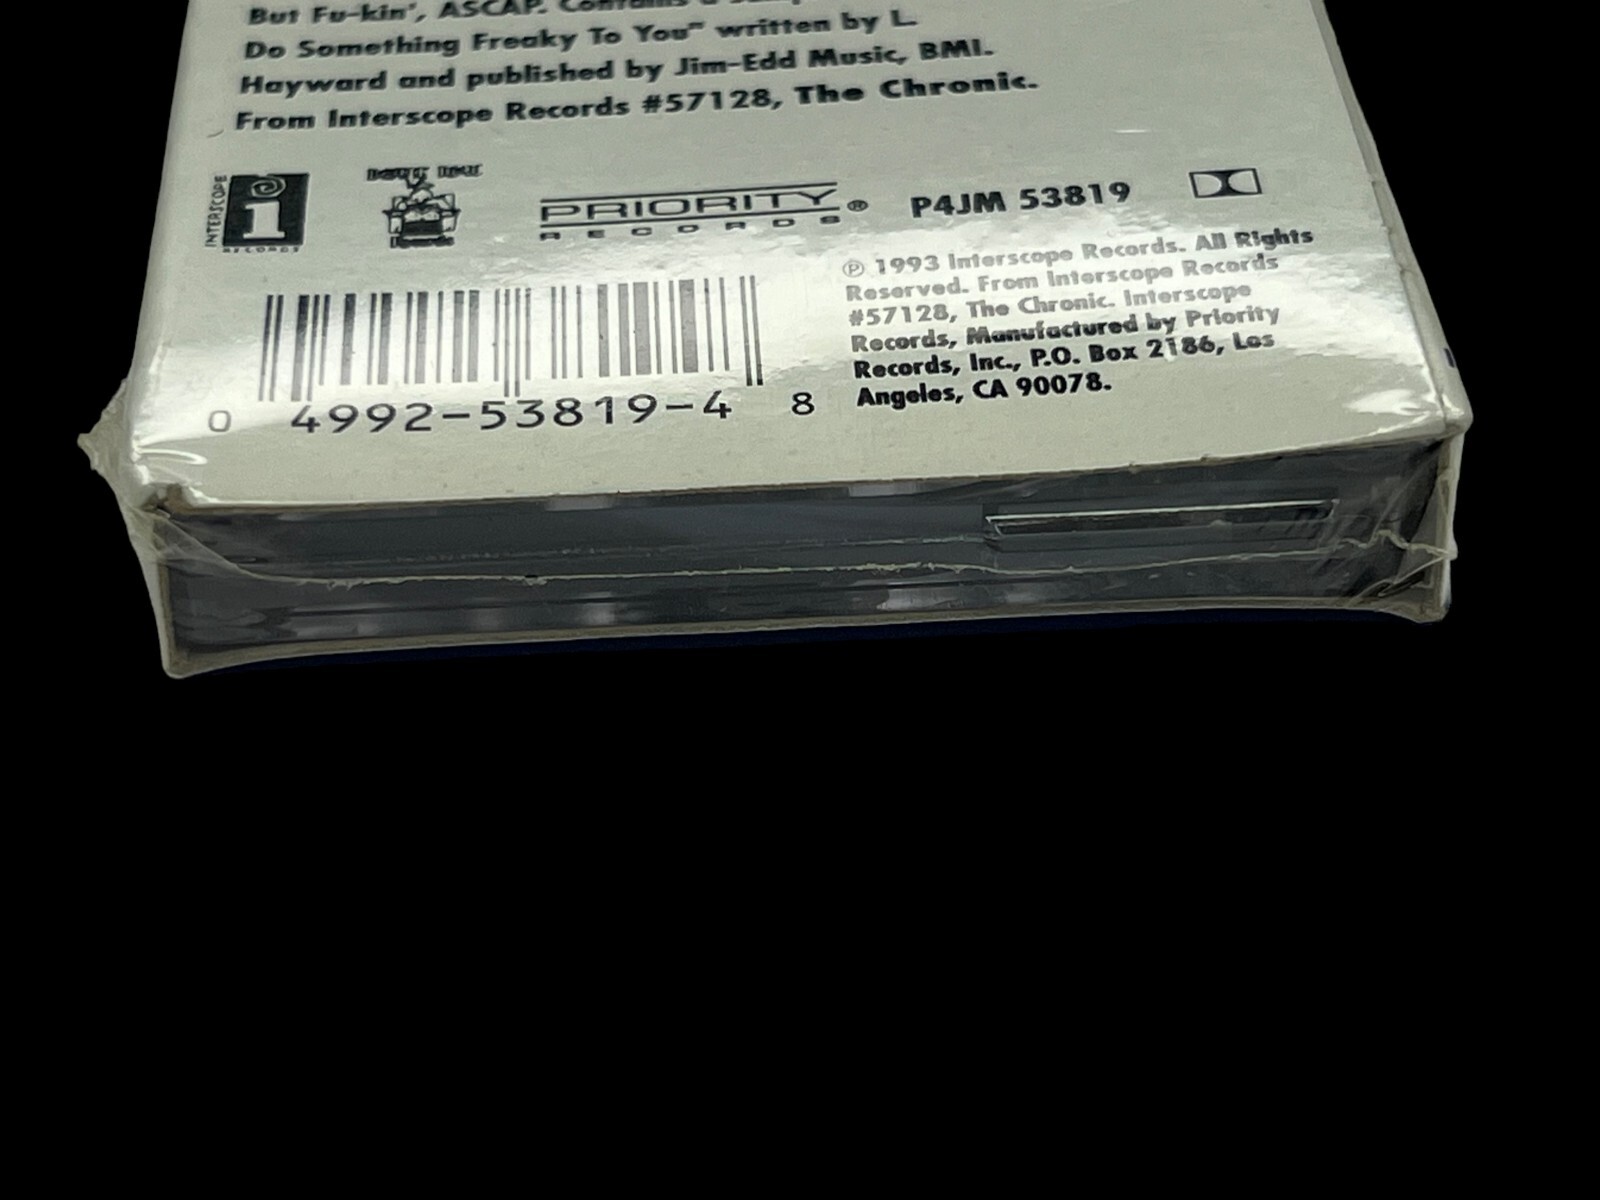 But Fu-kin', ASCAP. Contains a
Do Something Freaky To You" written by L.
Hayward and published by Jim-Edd Music, BMI.
From Interscope Records #57128, The Chronic.
INTERSCOPE
i
RECORDS
PRIORITY ®
RECORDS
P4JM 53819
℗ 1993 Interscope Records. All Rights
Reserved. From Interscope Records
#57128, The Chronic. Interscope
Records, Manufactured by Priority
Records, Inc., P.O. Box 2186, Los
Angeles, CA 90078.
0 4992-53819-4 8